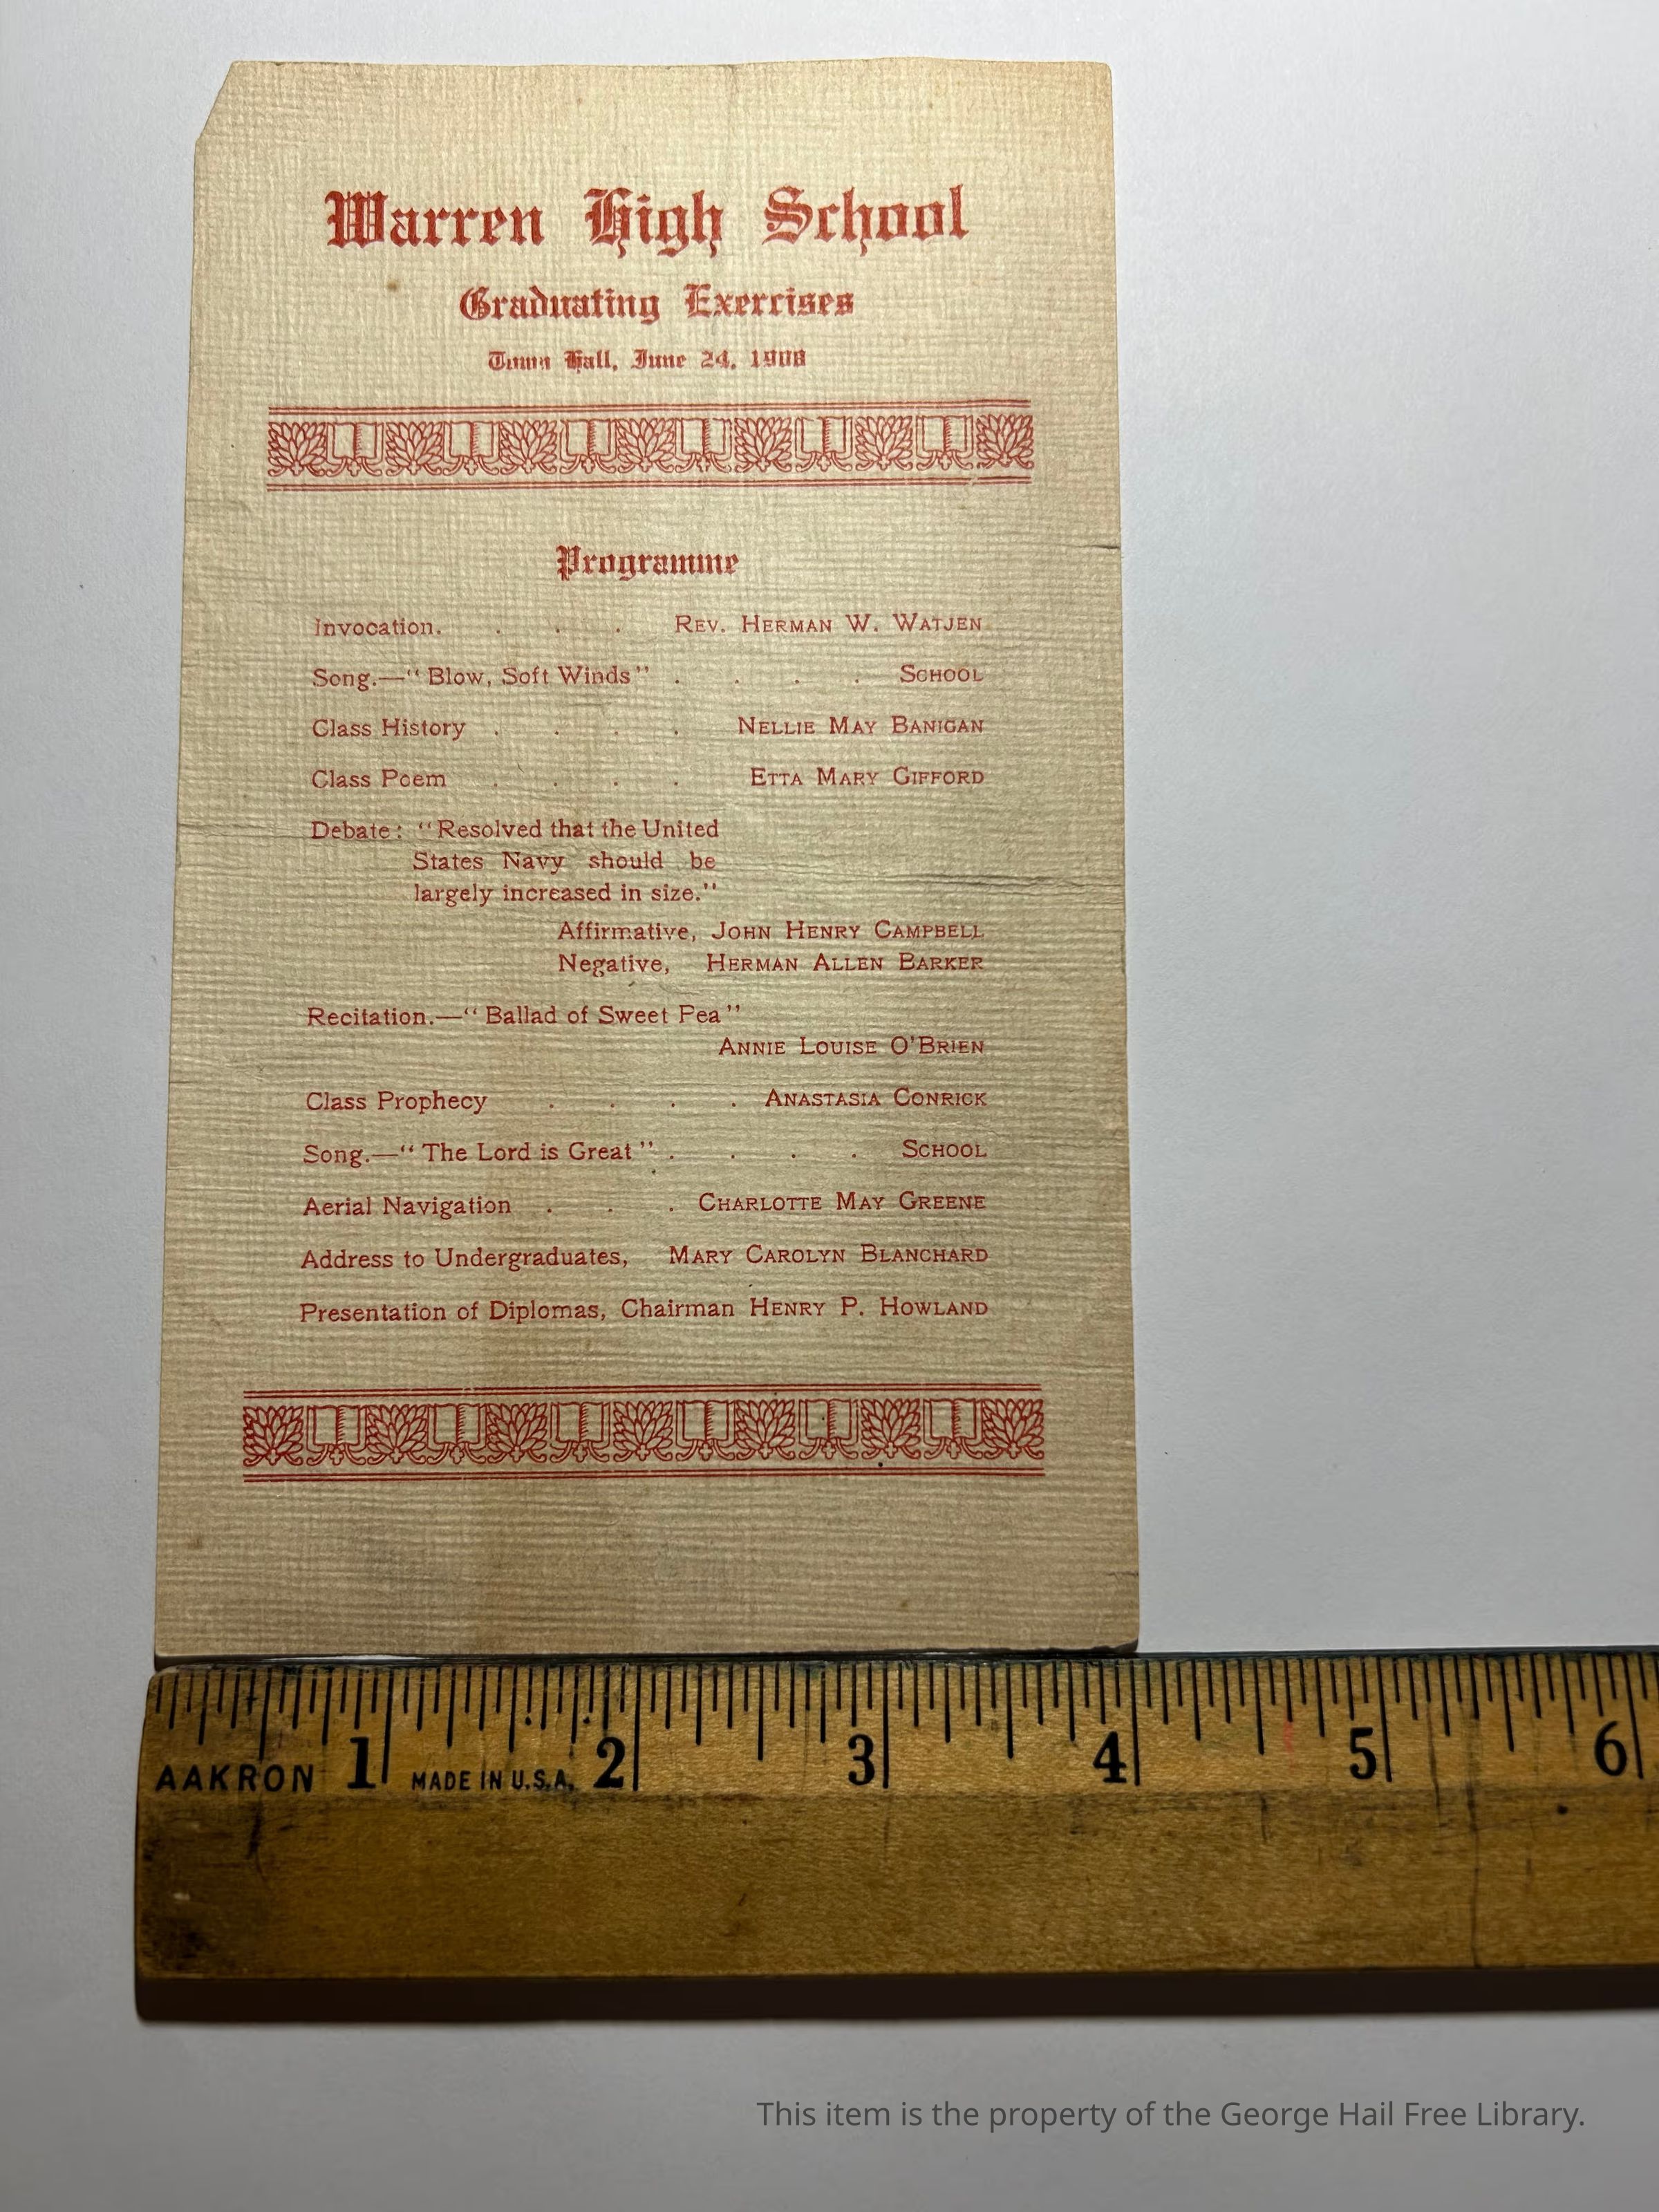 Warren High School
Graduating Exercises
Town Hall, June 24, 1908
Programme
Invocation. . . . REV. HERMAN W. WATJEN
Song.—“Blow, Soft Winds” . . . . SCHOOL
Class History . . . . NELLIE MAY BANIGAN
Class Poem . . . . ETTA MARY GIFFORD
Debate: “Resolved that the United
States Navy should be
largely increased in size.”
Affirmative, JOHN HENRY CAMPBELL
Negative, HERMAN ALLEN BARKER
Recitation.—“Ballad of Sweet Pea”
ANNIE LOUISE O'BRIEN
Class Prophecy . . . . ANASTASIA CONRICK
Song.—“The Lord is Great” . . . . SCHOOL
Aerial Navigation . . . CHARLOTTE MAY GREENE
Address to Undergraduates, MARY CAROLYN BLANCHARD
Presentation of Diplomas, Chairman HENRY P. HOWLAND
AAKRON 1 MADE IN U.S.A. 2 3 4 5 6
This item is the property of the George Hail Free Library.